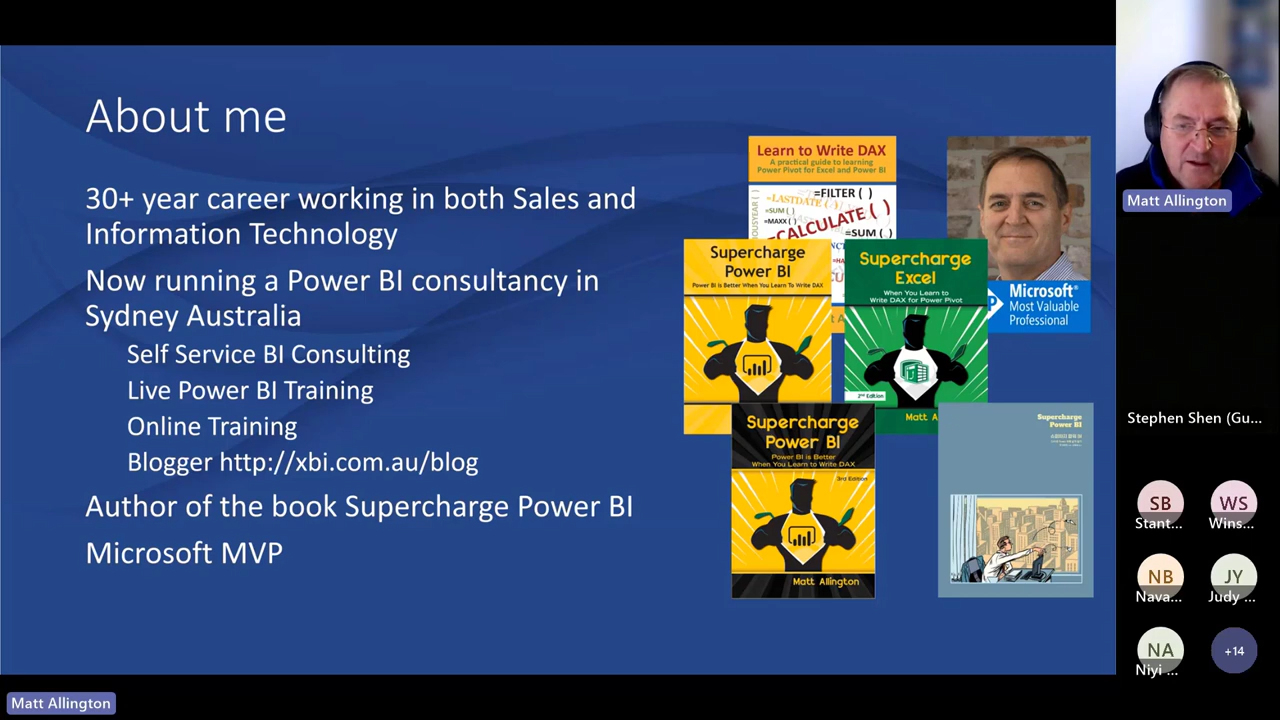 About me
30+ year career working in both Sales and
Information Technology
Now running a Power BI consultancy in
Sydney Australia
Self Service BI Consulting
Live Power BI Training
Online Training
Blogger http://xbi.com.au/blog
Author of the book Supercharge Power BI
Microsoft MVP
Learn to Write DAX
A practical guide to learning
Power Pivot for Excel and Power BI
=FILTER ( )
=LASTDATE ( )
=SUM ( )
=MAXX ( )
CALCULATE ( )
=SUM ( )
Supercharge
Power BI
Power BI is Better When You Learn To Write DAX
Supercharge
Excel
When You Learn to
Write DAX for Power Pivot
2nd Edition
Matt A
Microsoft®
Most Valuable
Professional
Supercharge
Power BI
Power BI is Better
When You Learn to Write DAX
3rd Edition
Matt Allington
Supercharge
Power BI
Matt Allington
Stephen Shen (Gu...
SB
Stant...
WS
Wins...
NB
Nava...
JY
Judy ...
NA
Niyi ...
+14
Matt Allington